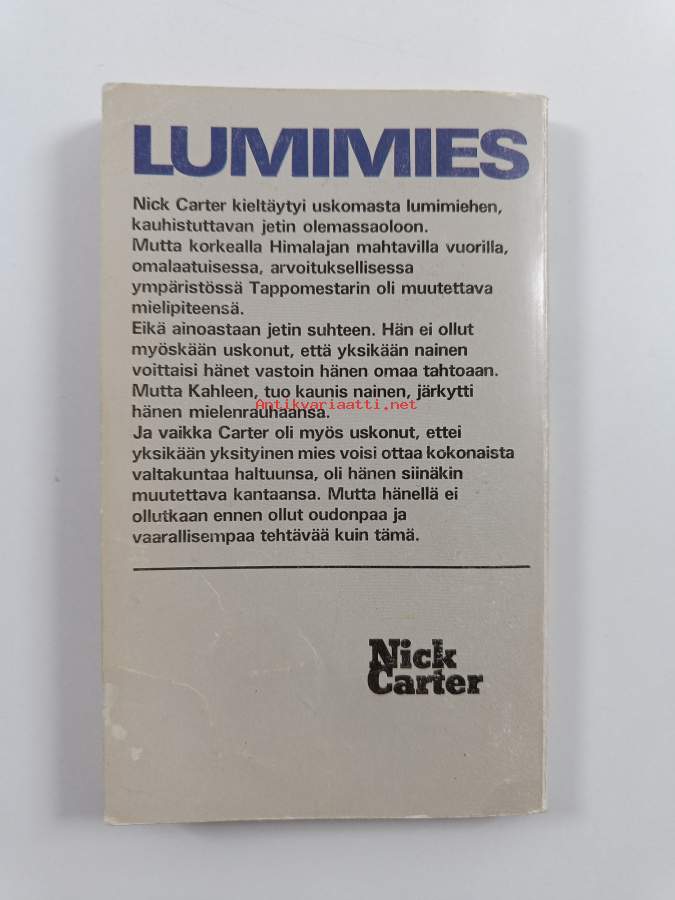 LUMIMIES
Nick Carter kieltäytyi uskomasta lumimiehen,
kauhistuttavan jetin olemassaoloon.
Mutta korkealla Himalajan mahtavilla vuorilla,
omalaatuisessa, arvoituksellisessa
ympäristössä Tappomestarin oli muutettava
mielipiteensä.
Eikä ainoastaan jetin suhteen. Hän ei ollut
myöskään uskonut, että yksikään nainen
voittaisi hänet vastoin hänen omaa tahtoaan.
Mutta Kahleen, tuo kaunis nainen, järkytti
Antikvariaatti.net
hänen mielenrauhaansa.
Ja vaikka Carter oli myös uskonut, ettei
yksikään yksityinen mies voisi ottaa kokonaista
valtakuntaa haltuunsa, oli hänen siinäkin
muutettava kantaansa. Mutta hänellä ei
ollutkaan ennen ollut oudonpaa ja
vaarallisempaa tehtävää kuin tämä.
Nick
Carter